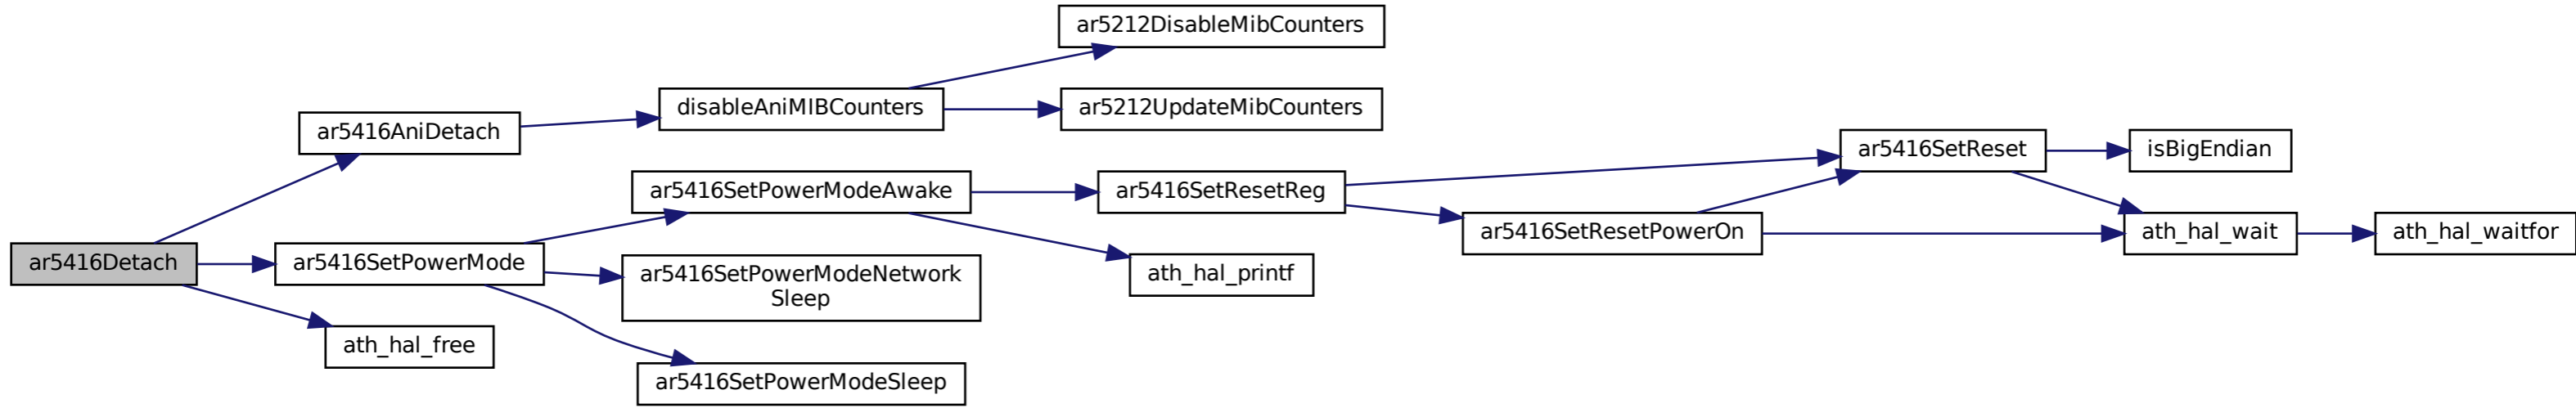 ar5212DisableMibCounters
disableAniMIBCounters
ar5212UpdateMibCounters
ar5416AniDetach
ar5416SetReset
isBigEndian
ar5416SetPowerModeAwake
ar5416SetResetReg
ar5416SetResetPowerOn
ath_hal_wait
ath_hal_waitfor
ar5416Detach
ar5416SetPowerMode
ar5416SetPowerModeNetwork
Sleep
ath_hal_printf
ath_hal_free
ar5416SetPowerModeSleep